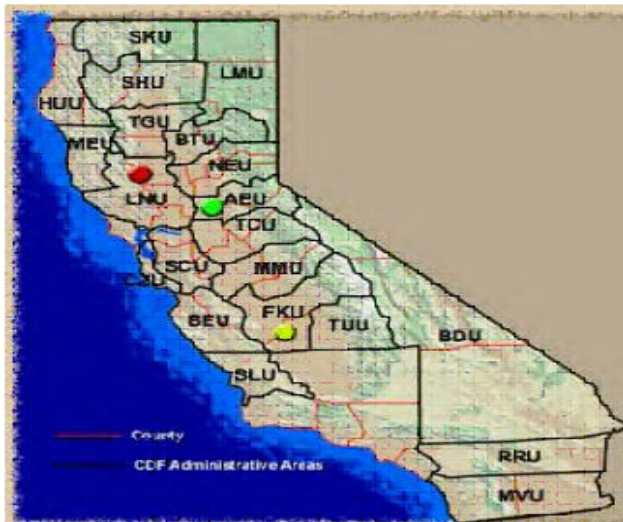 SKU
LMU
SHU
HUU
TGU
MEU
BTU
NEU
LNU
AEU
TCU
SCU
CZU
MMU
BEU
FKU
TUU
BDU
SLU
County
CDF Administrative Areas
RRU
MVU